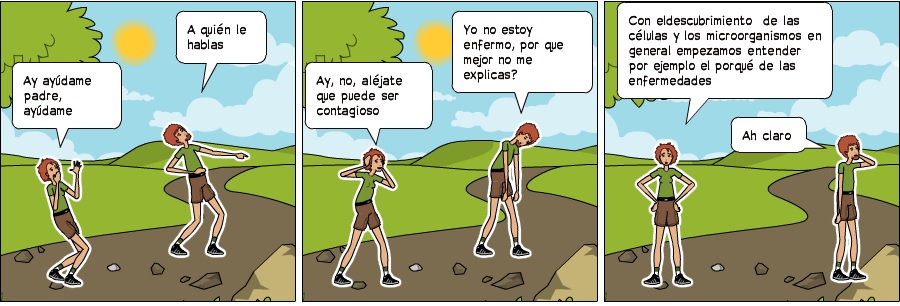 Ay ayúdame
padre,
ayúdame
A quién le
hablas
Ay, no, aléjate
que puede ser
contagioso
Yo no estoy
enfermo, por que
mejor no me
explicas?
Con eldescubrimiento de las
células y los microorganismos en
general empezamos entender
por ejemplo el porqué de las
enfermedades
Ah claro